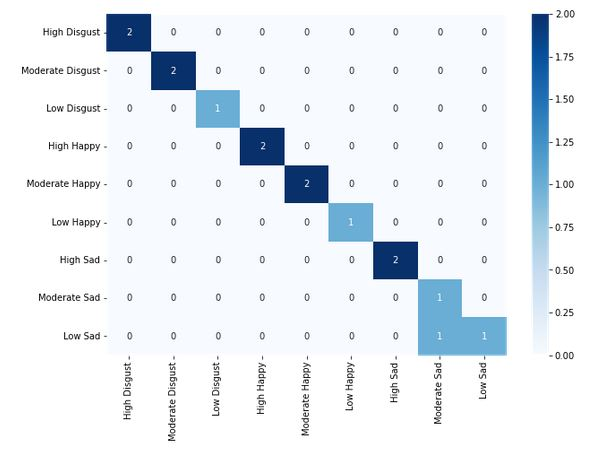 High Disgust 2 0 0 0 0 0 0 0 0
Moderate Disgust 0 2 0 0 0 0 0 0 0
Low Disgust 0 0 1 0 0 0 0 0 0
High Happy 0 0 0 2 0 0 0 0 0
Moderate Happy 0 0 0 0 2 0 0 0 0
Low Happy 0 0 0 0 0 1 0 0 0
High Sad 0 0 0 0 0 0 2 0 0
Moderate Sad 0 0 0 0 0 0 0 1 0
Low Sad 0 0 0 0 0 0 0 1 1
High Disgust
Moderate Disgust
Low Disgust
High Happy
Moderate Happy
Low Happy
High Sad
Moderate Sad
Low Sad
2.00
1.75
1.50
1.25
1.00
0.75
0.50
0.25
0.00